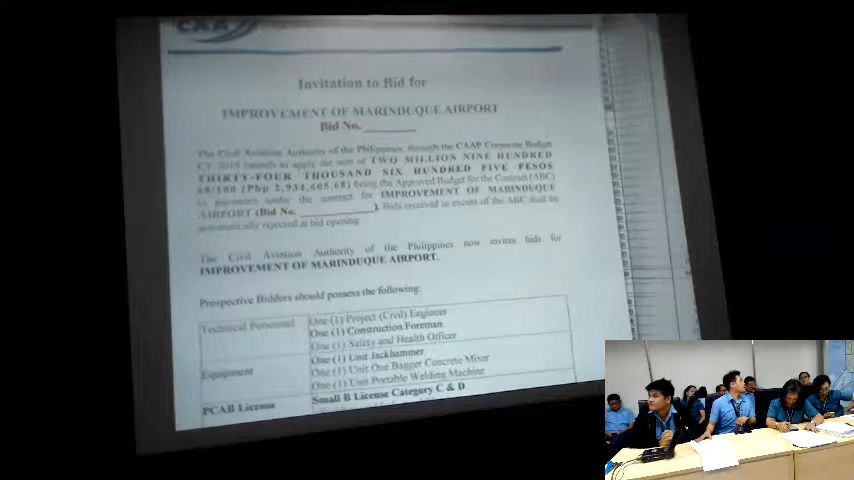 CAAP
Invitation to Bid for
IMPROVEMENT OF MARINDUQUE AIRPORT
Bid No. ________
The Civil Aviation Authority of the Philippines, through the CAAP Corporate Budget
CY 2019 intends to apply the sum of TWO MILLION NINE HUNDRED
THIRTY-FOUR THOUSAND SIX HUNDRED FIVE PESOS
68/100 (Php 2,934,605.68) being the Approved Budget for the Contract (ABC)
to payments under the contract for IMPROVEMENT OF MARINDUQUE
AIRPORT (Bid No. ____________). Bids received in excess of the ABC shall be
automatically rejected at bid opening.
The Civil Aviation Authority of the Philippines now invites bids for
IMPROVEMENT OF MARINDUQUE AIRPORT.
Prospective Bidders should possess the following:
Technical Personnel
One (1) Project (Civil) Engineer
One (1) Construction Foreman
One (1) Safety and Health Officer
Equipment
One (1) Unit Jackhammer
One (1) Unit One Bagger Concrete Mixer
One (1) Unit Portable Welding Machine
PCAB License
Small B License Category C & D